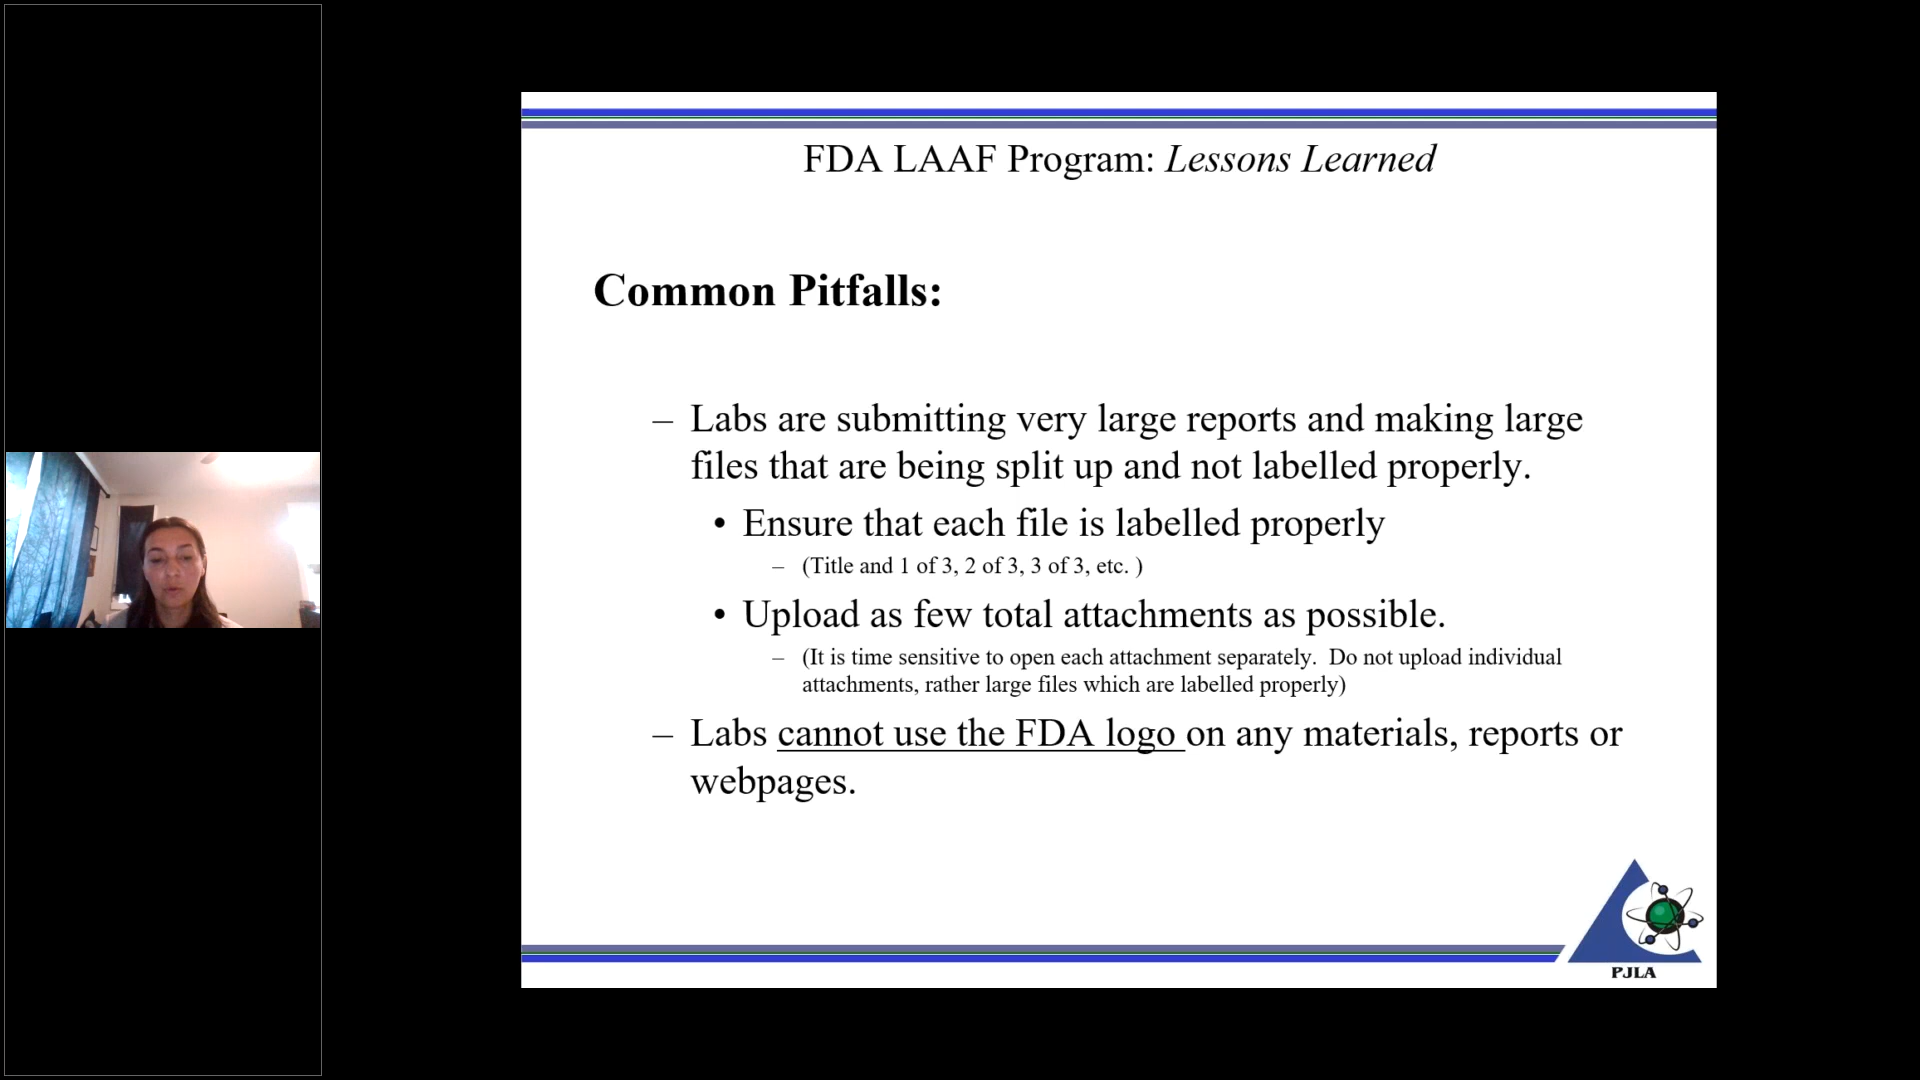 FDA LAAF Program: Lessons Learned
Common Pitfalls:
– Labs are submitting very large reports and making large
files that are being split up and not labelled properly.
• Ensure that each file is labelled properly
– (Title and 1 of 3, 2 of 3, 3 of 3, etc. )
• Upload as few total attachments as possible.
– (It is time sensitive to open each attachment separately.  Do not upload individual
attachments, rather large files which are labelled properly)
– Labs cannot use the FDA logo on any materials, reports or
webpages.
PJLA